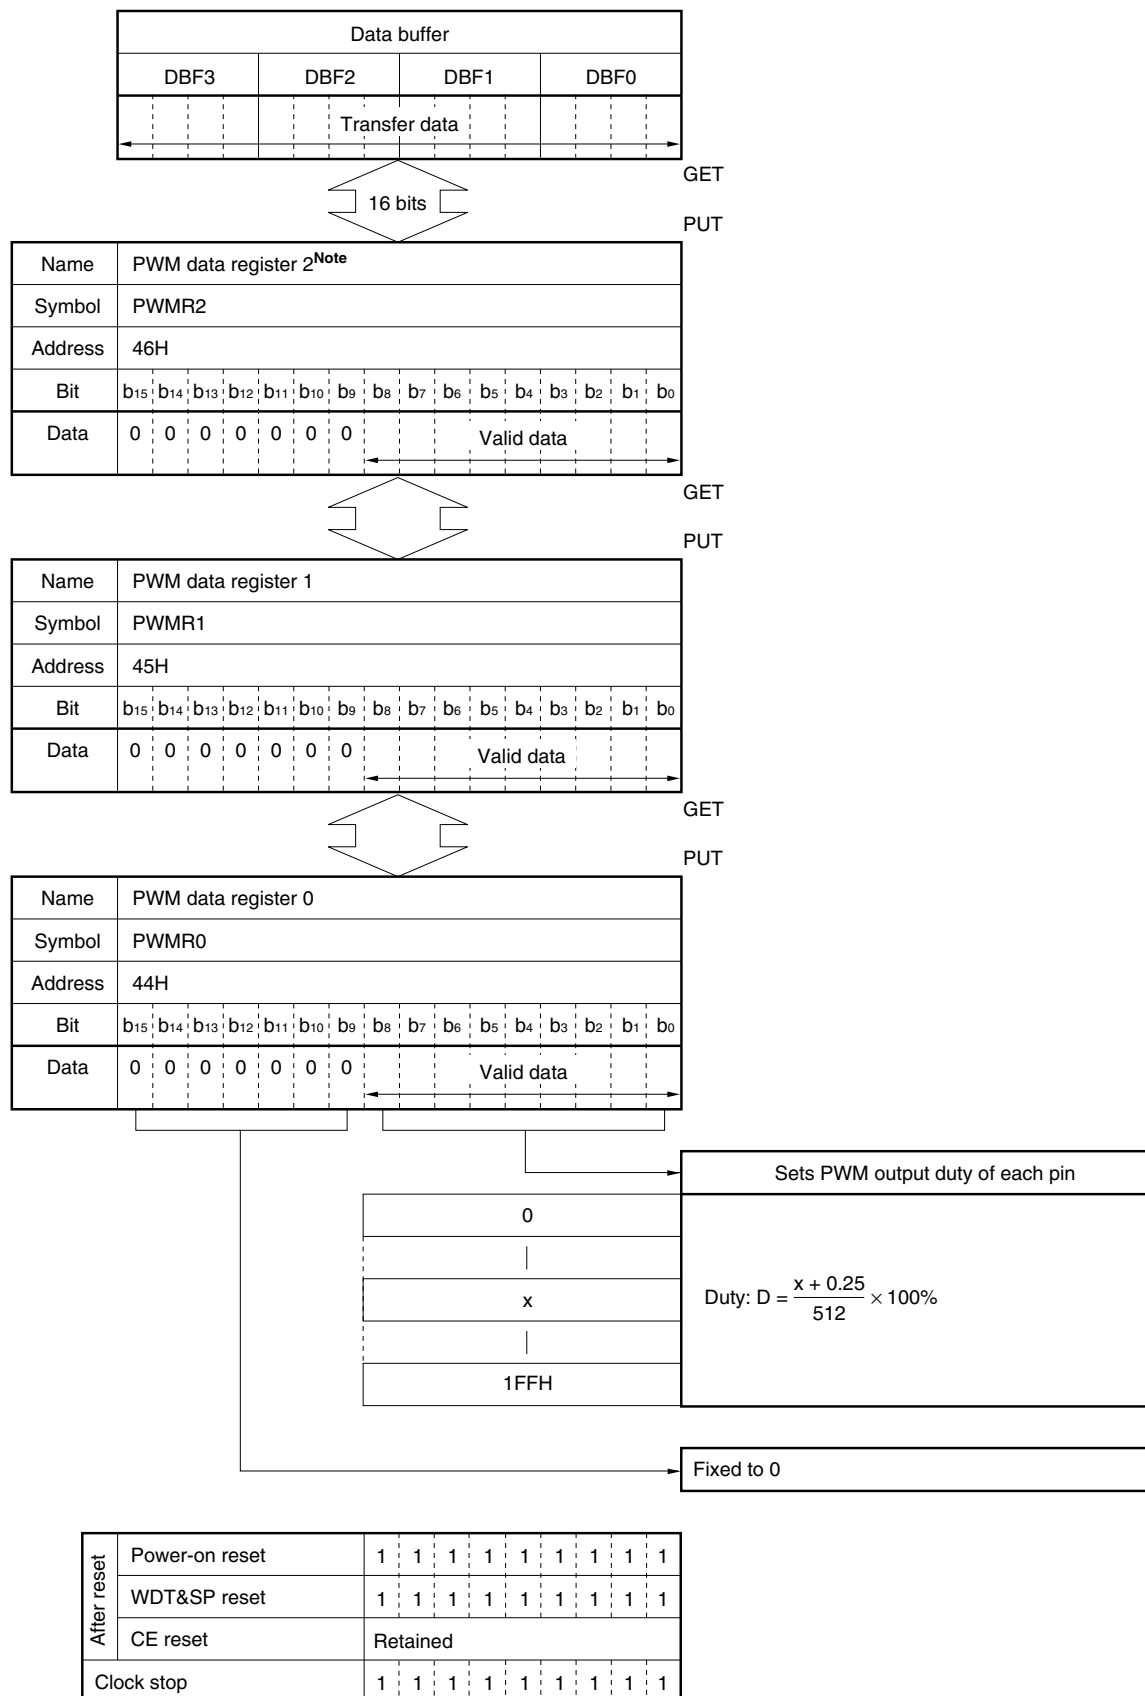 Data buffer
DBF3 DBF2 DBF1 DBF0
Transfer data
GET
16 bits
PUT
Name PWM data register 2Note
Symbol PWMR2
Address 46H
Bit b15 b14 b13 b12 b11 b10 b9 b8 b7 b6 b5 b4 b3 b2 b1 b0
Data 0 0 0 0 0 0 0 Valid data
GET
PUT
Name PWM data register 1
Symbol PWMR1
Address 45H
Bit b15 b14 b13 b12 b11 b10 b9 b8 b7 b6 b5 b4 b3 b2 b1 b0
Data 0 0 0 0 0 0 0 Valid data
GET
PUT
Name PWM data register 0
Symbol PWMR0
Address 44H
Bit b15 b14 b13 b12 b11 b10 b9 b8 b7 b6 b5 b4 b3 b2 b1 b0
Data 0 0 0 0 0 0 0 Valid data
Sets PWM output duty of each pin
0
x
1FFH
Duty: D = x + 0.25 / 512 × 100%
Fixed to 0
After reset
Power-on reset 1 1 1 1 1 1 1 1 1
WDT&SP reset 1 1 1 1 1 1 1 1 1
CE reset Retained
Clock stop 1 1 1 1 1 1 1 1 1